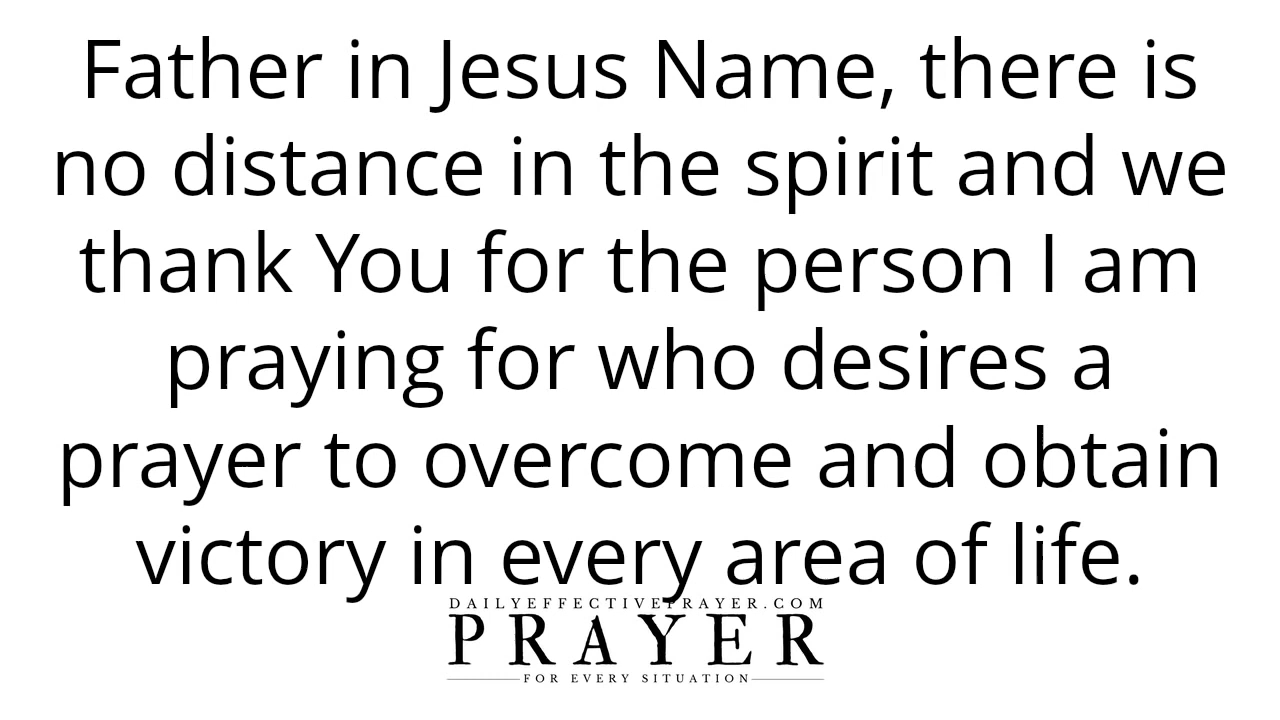 Father in Jesus Name, there is
no distance in the spirit and we
thank You for the person I am
praying for who desires a
prayer to overcome and obtain
victory in every area of life.
DAILYEFFECTIVEPRAYER.COM
PRAYER
FOR EVERY SITUATION